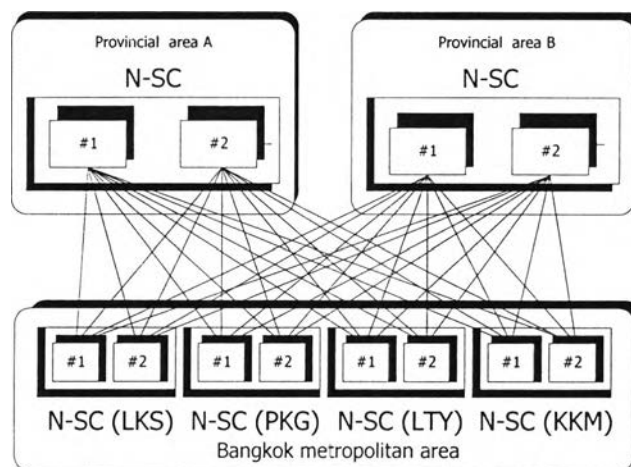 Provincial area A
N-SC
#1
#2
Provincial area B
N-SC
#1
#2
#1
#2
#1
#2
#1
#2
#1
#2
N-SC (LKS)
N-SC (PKG)
N-SC (LTY)
N-SC (KKM)
Bangkok metropolitan area